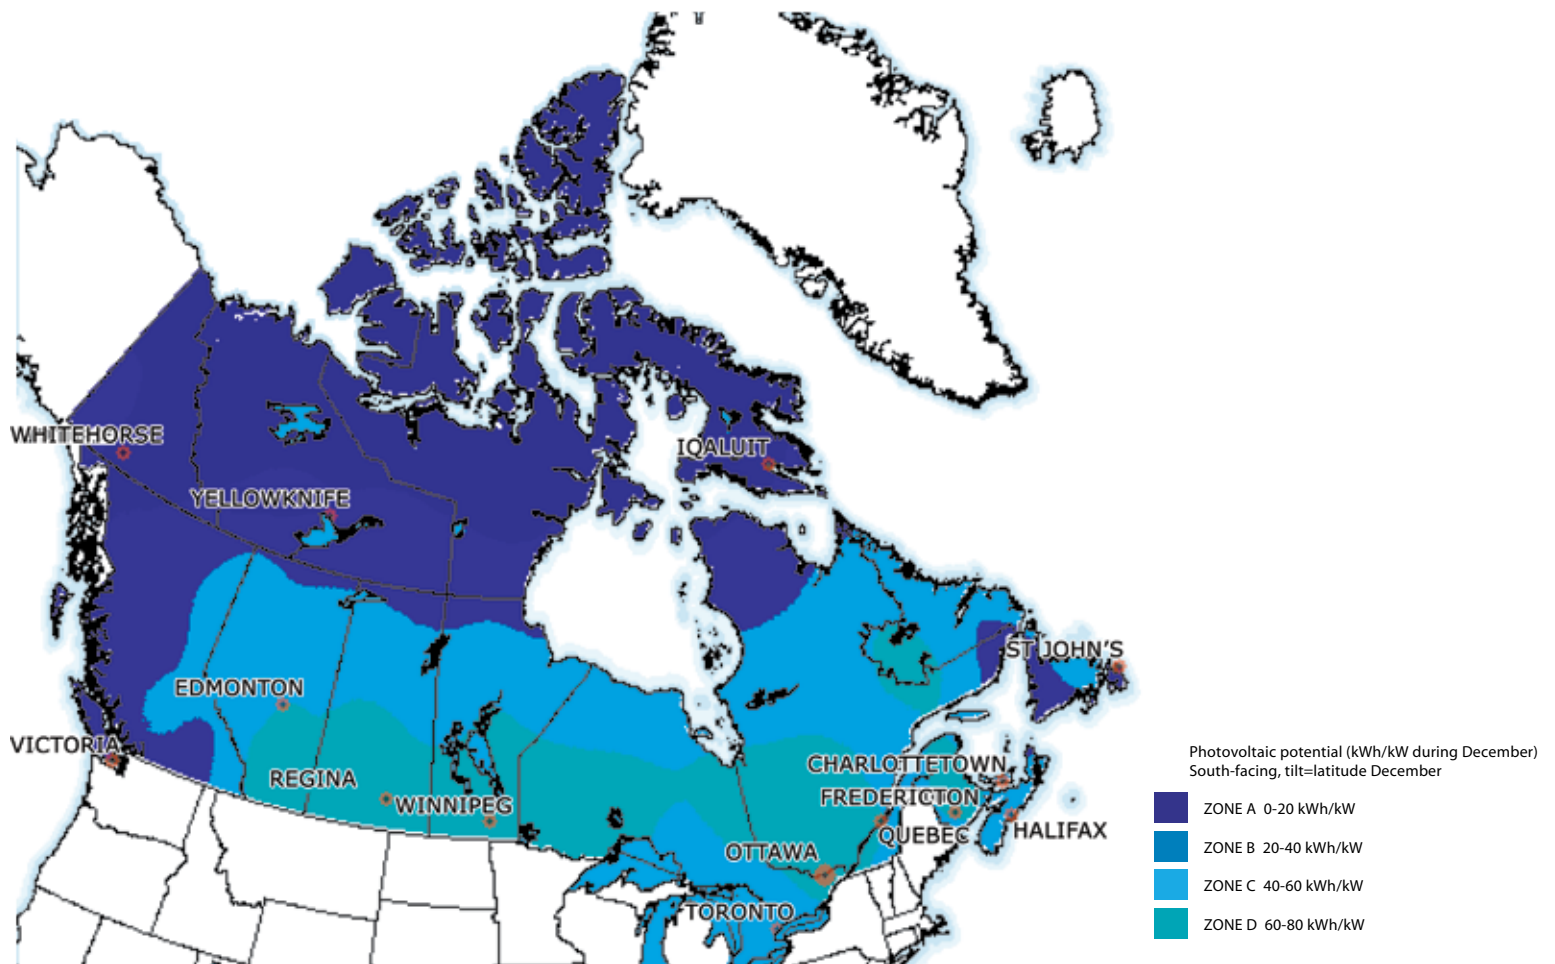 WHITEHORSE
IQALUIT
YELLOWKNIFE
ST JOHN'S
EDMONTON
VICTORIA
CHARLOTTETOWN
REGINA
WINNIPEG
FREDERICTON
QUEBEC
HALIFAX
OTTAWA
TORONTO
Photovoltaic potential (kWh/kW during December)
South-facing, tilt=latitude December
ZONE A 0-20 kWh/kW
ZONE B 20-40 kWh/kW
ZONE C 40-60 kWh/kW
ZONE D 60-80 kWh/kW